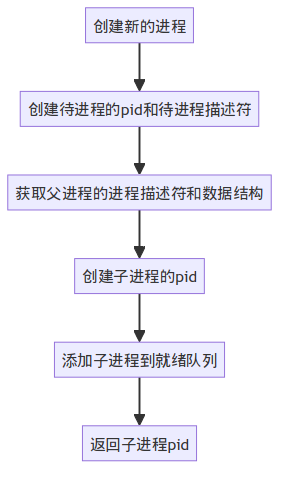 创建新的进程
创建待进程的pid和待进程描述符
获取父进程的进程描述符和数据结构
创建子进程的pid
添加子进程到就绪队列
返回子进程pid